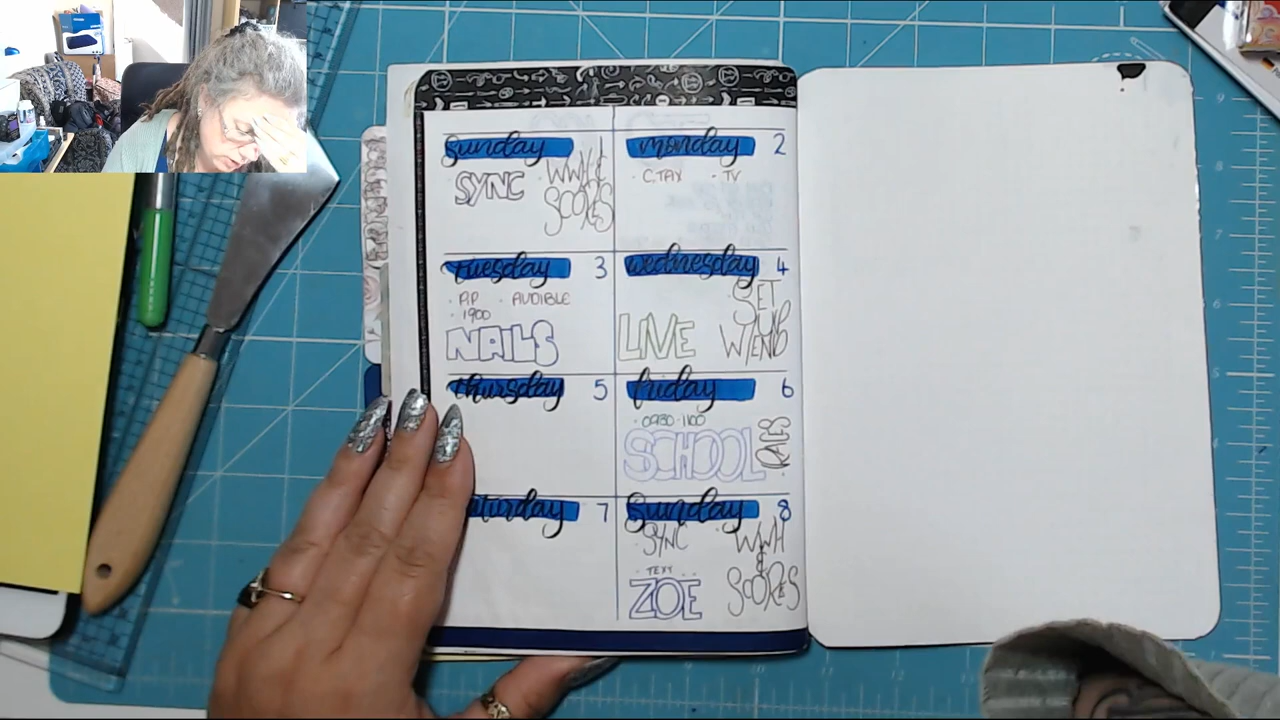 sunday 1
SYNC
· WWH &
SCORES
monday 2
· C.TAX · TV
tuesday 3
· P.P · AUDIBLE
· 1900
NAILS
wednesday 4
· SET
UP
W/END
LIVE
thursday 5
friday 6
· 0930-1100
SCHOOL
saturday 7
sunday 8
· SYNC
· WWH
&
SCORES
· TEXT
ZOE